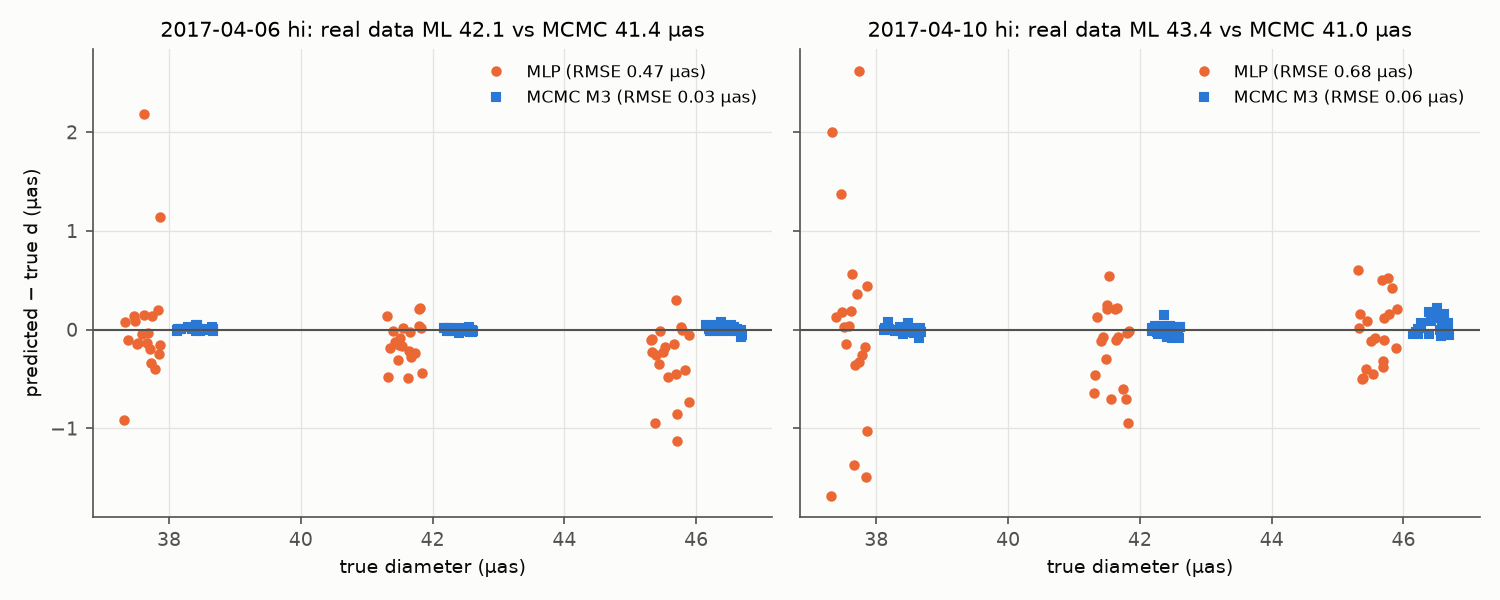 2017-04-06 hi: real data ML 42.1 vs MCMC 41.4 µas
2017-04-10 hi: real data ML 43.4 vs MCMC 41.0 µas
MLP (RMSE 0.47 µas)
MCMC M3 (RMSE 0.03 µas)
MLP (RMSE 0.68 µas)
MCMC M3 (RMSE 0.06 µas)
predicted − true d (µas)
2
1
0
−1
38 40 42 44 46
38 40 42 44 46
true diameter (µas)
true diameter (µas)